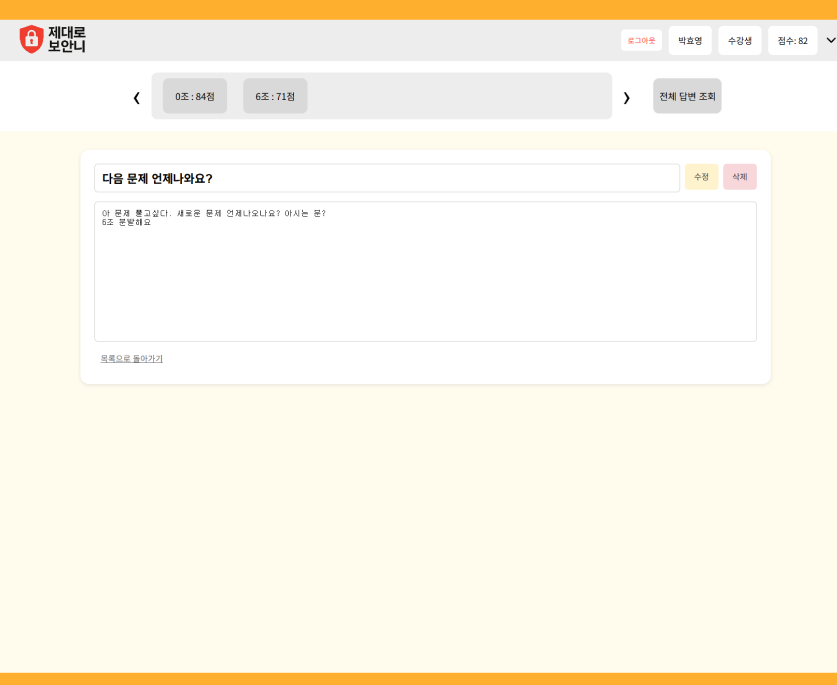 제대로
보안니
로그아웃
박효영
수강생
점수: 82
0조 : 84점
6조 : 71점
전체 답변 조회
다음 문제 언제나와요?
수정
삭제
아 문제 풀고싶다. 새로운 문제 언제나오나요? 아시는 분?
6조 분발해요
목록으로 돌아가기